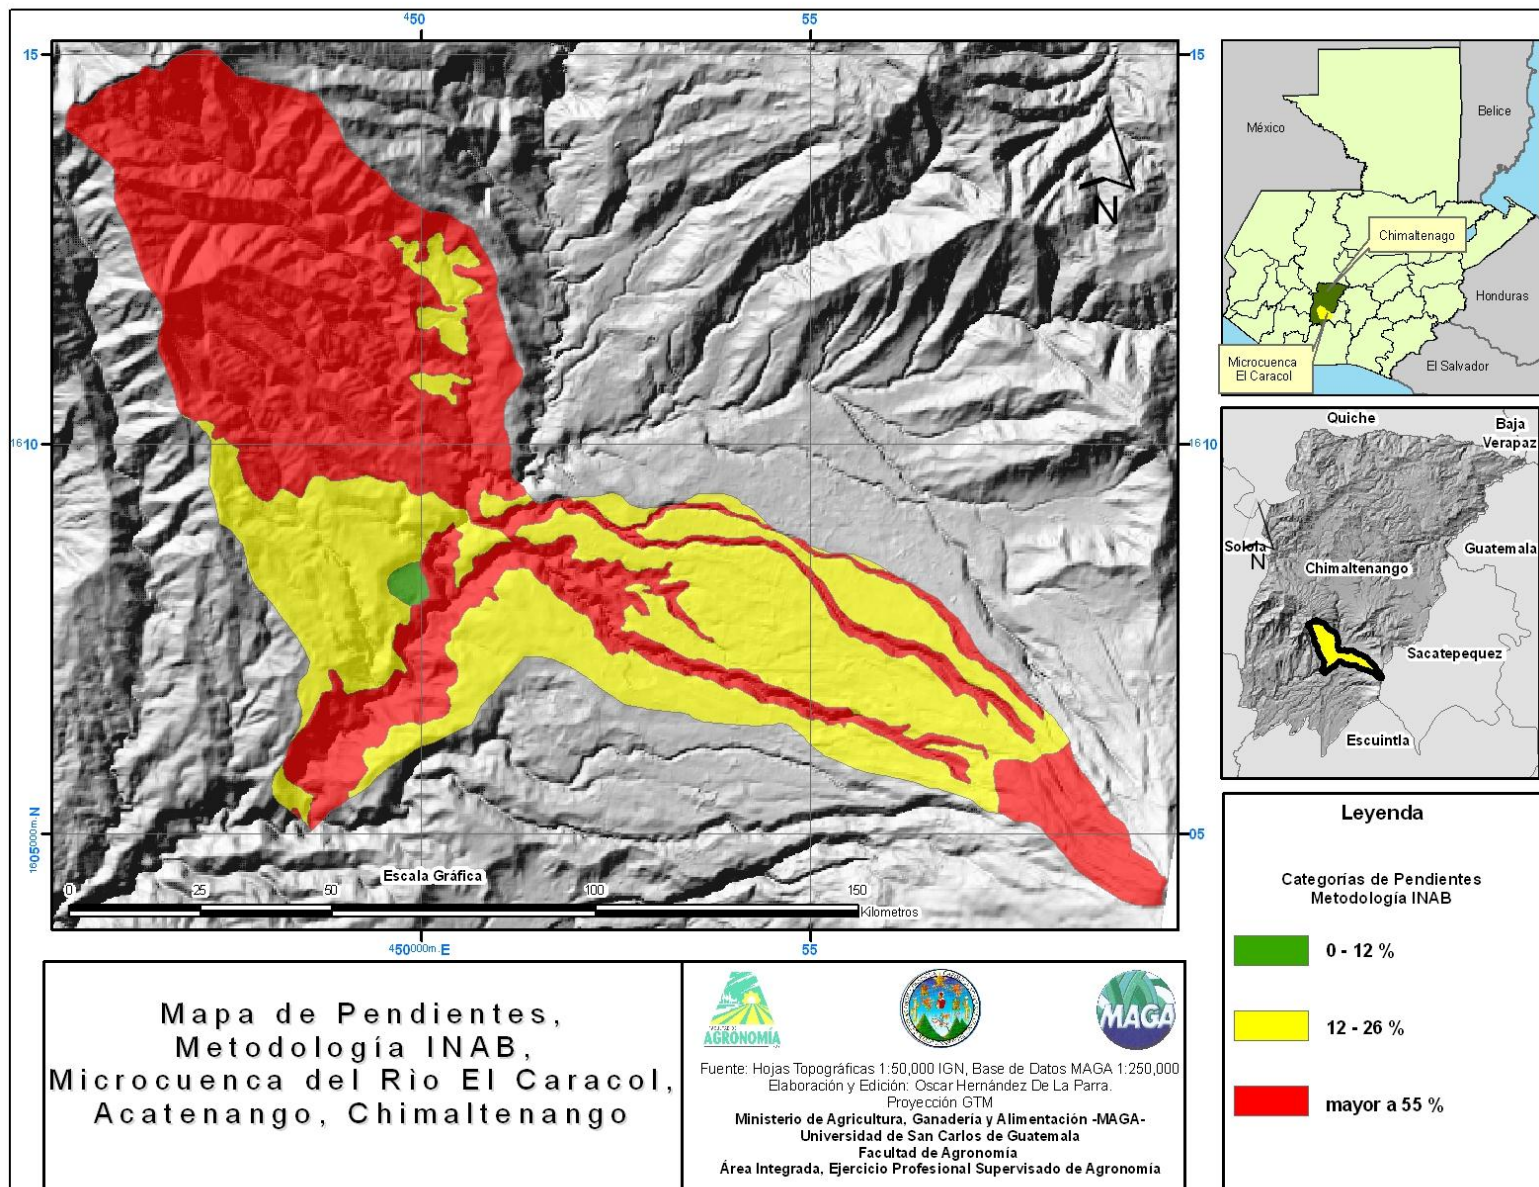 450
55
15
15
1610
1610
1605000m.N
05
450000m.E
55
N
Escala Gráfica
0
25
50
100
150
Kilometros
México
Belice
Chimaltenago
Honduras
Microcuenca
El Caracol
El Salvador
Quiche
Baja
Verapaz
Solola
N
Guatemala
Chimaltenango
Sacatepequez
Escuintla
Leyenda
Categorías de Pendientes
Metodología INAB
0 - 12 %
12 - 26 %
mayor a 55 %
Mapa de Pendientes,
Metodología INAB,
Microcuenca del Rìo El Caracol,
Acatenango, Chimaltenango
FACULTAD DE
AGRONOMÍA
MAGA
Fuente: Hojas Topográficas 1:50,000 IGN, Base de Datos MAGA 1:250,000
Elaboración y Edición: Oscar Hernández De La Parra.
Proyección GTM
Ministerio de Agricultura, Ganadería y Alimentación -MAGA-
Universidad de San Carlos de Guatemala
Facultad de Agronomía
Área Integrada, Ejercicio Profesional Supervisado de Agronomía